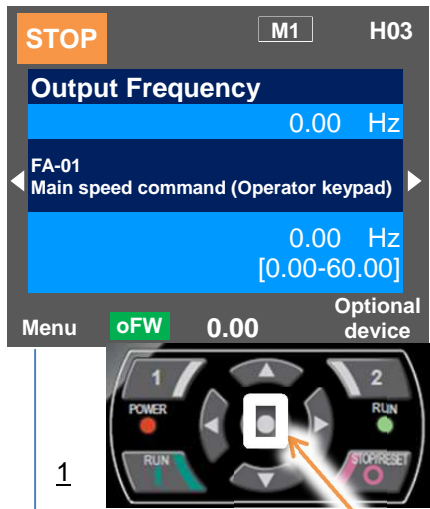 STOP M1 H03
Output Frequency
0.00 Hz
FA-01
Main speed command (Operator keypad)
0.00 Hz
[0.00-60.00]
Menu oFW 0.00 Optional
device
1 2
POWER RUN
RUN STOP/RESET
1